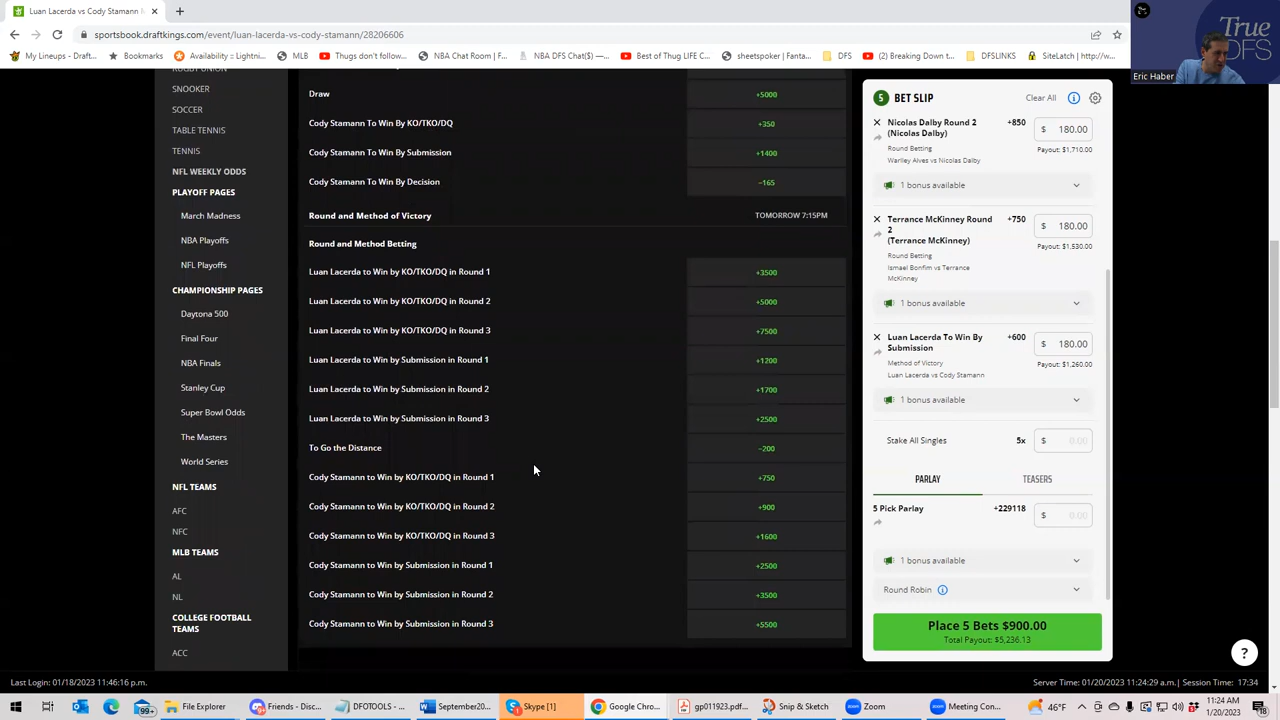 Luan Lacerda vs Cody Stamann M
sportsbook.draftkings.com/event/luan-lacerda-vs-cody-stamann/28206606
My Lineups - Draf...
Bookmarks
Availability :: Lightni...
MLB
Thugs don't follow...
NBA Chat Room | F...
NBA DFS Chat($) —...
Best of Thug LIFE C...
sheetspoker | Fanta...
DFS
(2) Breaking Down t...
DFSLINKS
SiteLatch | http://w...
True
DFS
Eric Haber
RUGBY UNION
SNOOKER
SOCCER
TABLE TENNIS
TENNIS
NFL WEEKLY ODDS
PLAYOFF PAGES
March Madness
NBA Playoffs
NFL Playoffs
CHAMPIONSHIP PAGES
Daytona 500
Final Four
NBA Finals
Stanley Cup
Super Bowl Odds
The Masters
World Series
NFL TEAMS
AFC
NFC
MLB TEAMS
AL
NL
COLLEGE FOOTBALL
TEAMS
ACC
Draw +5000
Cody Stamann To Win By KO/TKO/DQ +350
Cody Stamann To Win By Submission +1400
Cody Stamann To Win By Decision −165
Round and Method of Victory TOMORROW 7:15PM
Round and Method Betting
Luan Lacerda to Win by KO/TKO/DQ in Round 1 +3500
Luan Lacerda to Win by KO/TKO/DQ in Round 2 +5000
Luan Lacerda to Win by KO/TKO/DQ in Round 3 +7500
Luan Lacerda to Win by Submission in Round 1 +1200
Luan Lacerda to Win by Submission in Round 2 +1700
Luan Lacerda to Win by Submission in Round 3 +2500
To Go the Distance −200
Cody Stamann to Win by KO/TKO/DQ in Round 1 +750
Cody Stamann to Win by KO/TKO/DQ in Round 2 +900
Cody Stamann to Win by KO/TKO/DQ in Round 3 +1600
Cody Stamann to Win by Submission in Round 1 +2500
Cody Stamann to Win by Submission in Round 2 +3500
Cody Stamann to Win by Submission in Round 3 +5500
5 BET SLIP Clear All
Nicolas Dalby Round 2 +850 $ 180.00
(Nicolas Dalby)
Round Betting Payout: $1,710.00
Warlley Alves vs Nicolas Dalby
1 bonus available
Terrance McKinney Round +750 $ 180.00
2
(Terrance McKinney) Payout: $1,530.00
Round Betting
Ismael Bonfim vs Terrance
McKinney
1 bonus available
Luan Lacerda To Win By +600 $ 180.00
Submission
Method of Victory Payout: $1,260.00
Luan Lacerda vs Cody Stamann
1 bonus available
Stake All Singles 5x $ 0.00
PARLAY TEASERS
5 Pick Parlay +229118 $ 0.00
1 bonus available
Round Robin
Place 5 Bets $900.00
Total Payout: $5,236.13
?
Last Login: 01/18/2023 11:46:16 p.m. Server Time: 01/20/2023 11:24:29 a.m. | Session Time: 17:34
99+
File Explorer
Friends - Disc...
DFOTOOLS - ...
September20...
Skype [1]
Google Chro...
gp011923.pdf...
Snip & Sketch
Zoom
Meeting Con...
46°F
11:24 AM
1/20/2023
18